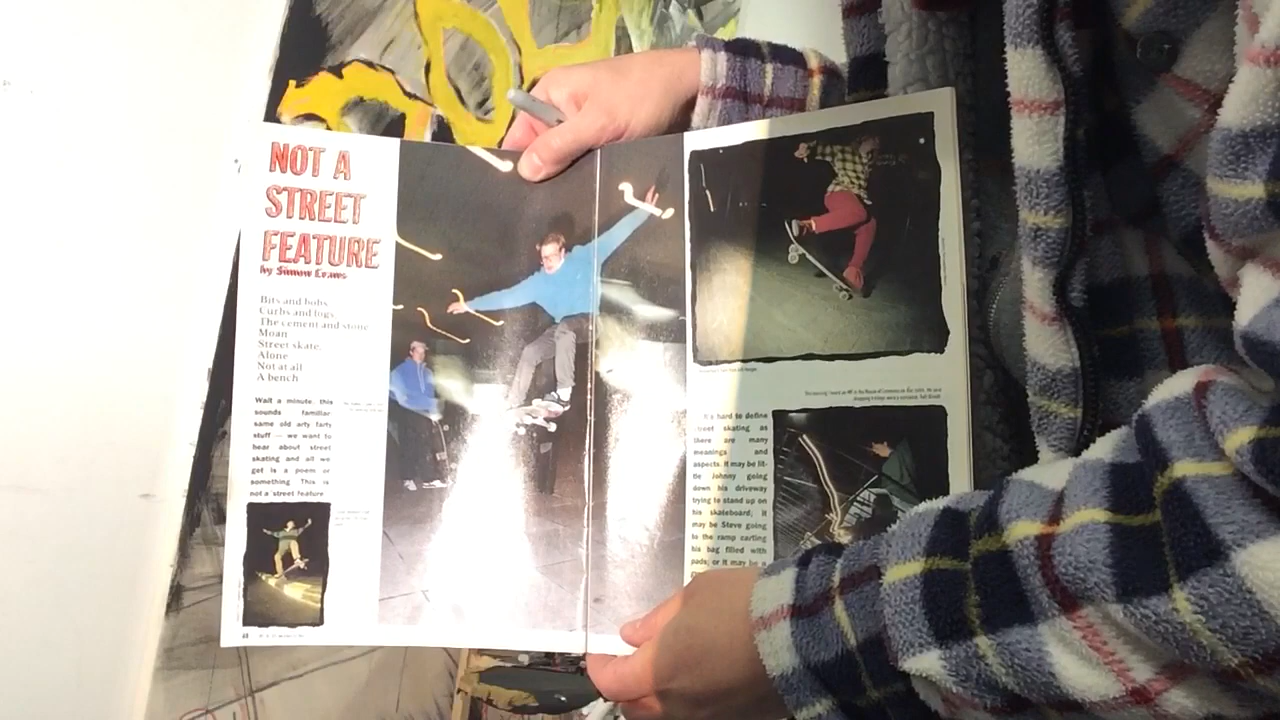 NOT A
STREET
FEATURE
by Simon Evans
Bits and bobs
Curbs and logs
The cement and stone
Moan
Street skate.
Alone
Not at all
A bench
Wait a minute, this
sounds familiar
same old arty farty
stuff — we want to
hear about street
skating and all we
get is a poem or
something This is
not a street feature
48
It's hard to define
street skating as
there are many
meanings and
aspects. It may be lit-
tle Johnny going
down his driveway
trying to stand up on
his skateboard; it
may be Steve going
to the ramp carting
his bag filled with
pads; or it may be a